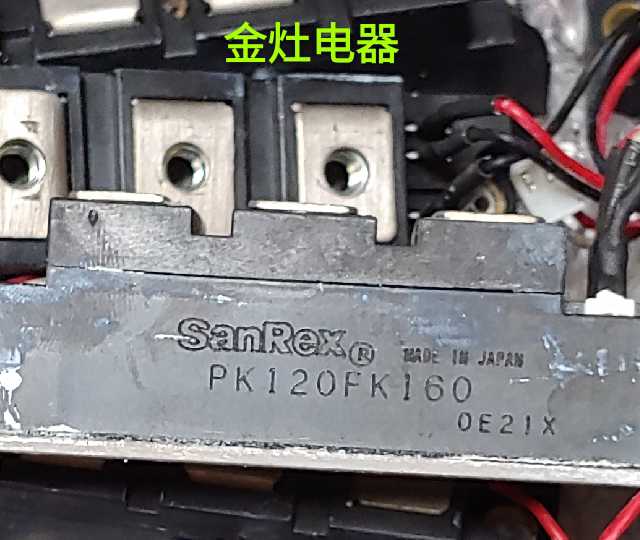 金灶电器
SanRex® MADE IN JAPAN
PK120FK160
0E21X